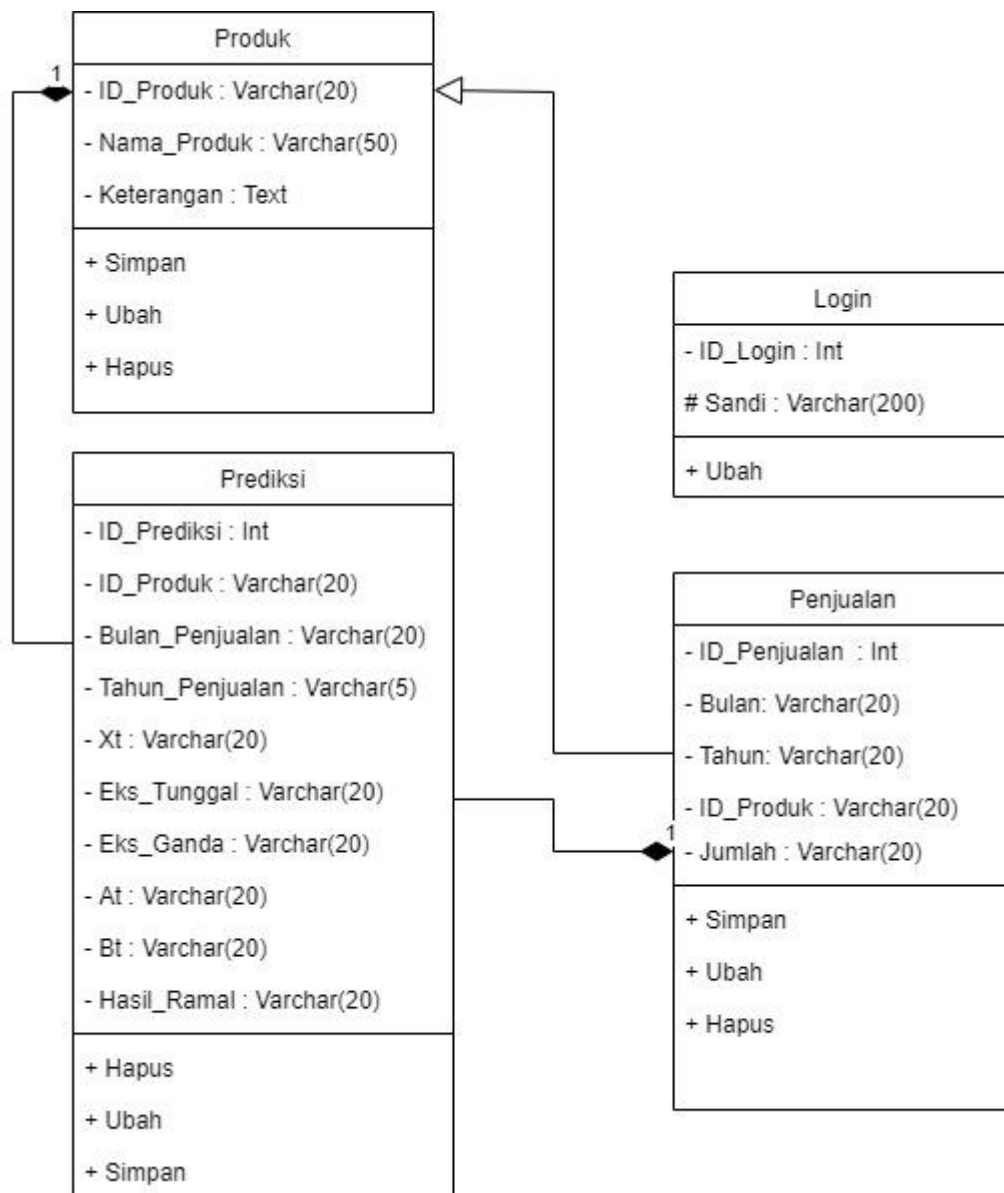 Produk
1
- ID_Produk : Varchar(20)
- Nama_Produk : Varchar(50)
- Keterangan : Text
+ Simpan
+ Ubah
+ Hapus
Login
- ID_Login : Int
# Sandi : Varchar(200)
+ Ubah
Prediksi
- ID_Prediksi : Int
- ID_Produk : Varchar(20)
- Bulan_Penjualan : Varchar(20)
- Tahun_Penjualan : Varchar(5)
- Xt : Varchar(20)
- Eks_Tunggal : Varchar(20)
- Eks_Ganda : Varchar(20)
- At : Varchar(20)
- Bt : Varchar(20)
- Hasil_Ramal : Varchar(20)
+ Hapus
+ Ubah
+ Simpan
Penjualan
- ID_Penjualan : Int
- Bulan: Varchar(20)
- Tahun: Varchar(20)
- ID_Produk : Varchar(20)
1
- Jumlah : Varchar(20)
+ Simpan
+ Ubah
+ Hapus